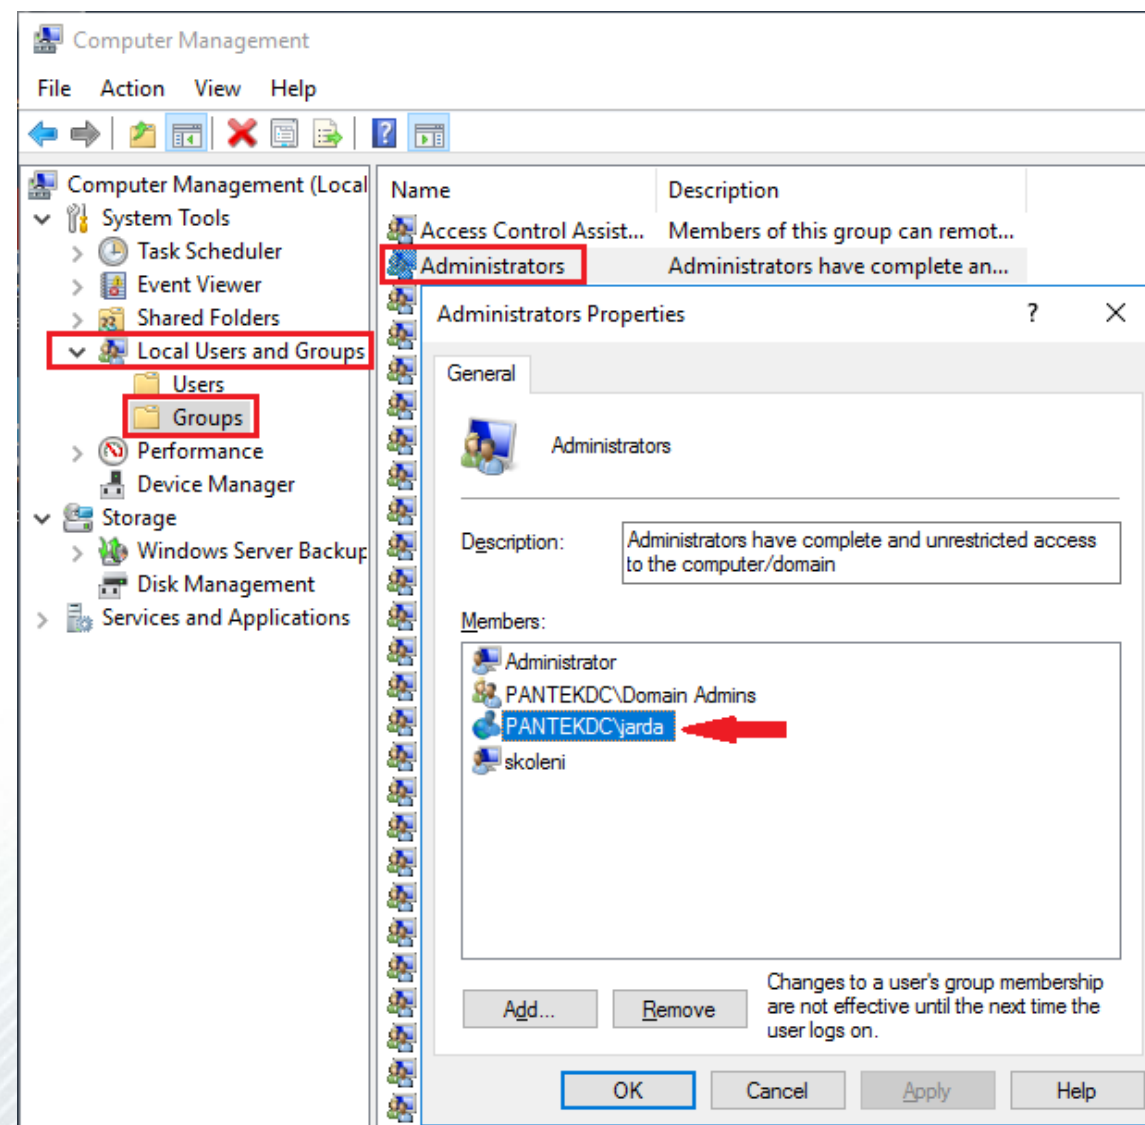 Computer Management
File Action View Help
Computer Management (Local
System Tools
Task Scheduler
Event Viewer
Shared Folders
Local Users and Groups
Users
Groups
Performance
Device Manager
Storage
Windows Server Backup
Disk Management
Services and Applications
Name Description
Access Control Assist... Members of this group can remot...
Administrators Administrators have complete an...
Administrators Properties
General
Administrators
Description:
Administrators have complete and unrestricted access
to the computer/domain
Members:
Administrator
PANTEKDC\Domain Admins
PANTEKDC\jarda
skoleni
Add...
Remove
Changes to a user's group membership
are not effective until the next time the
user logs on.
OK Cancel Apply Help